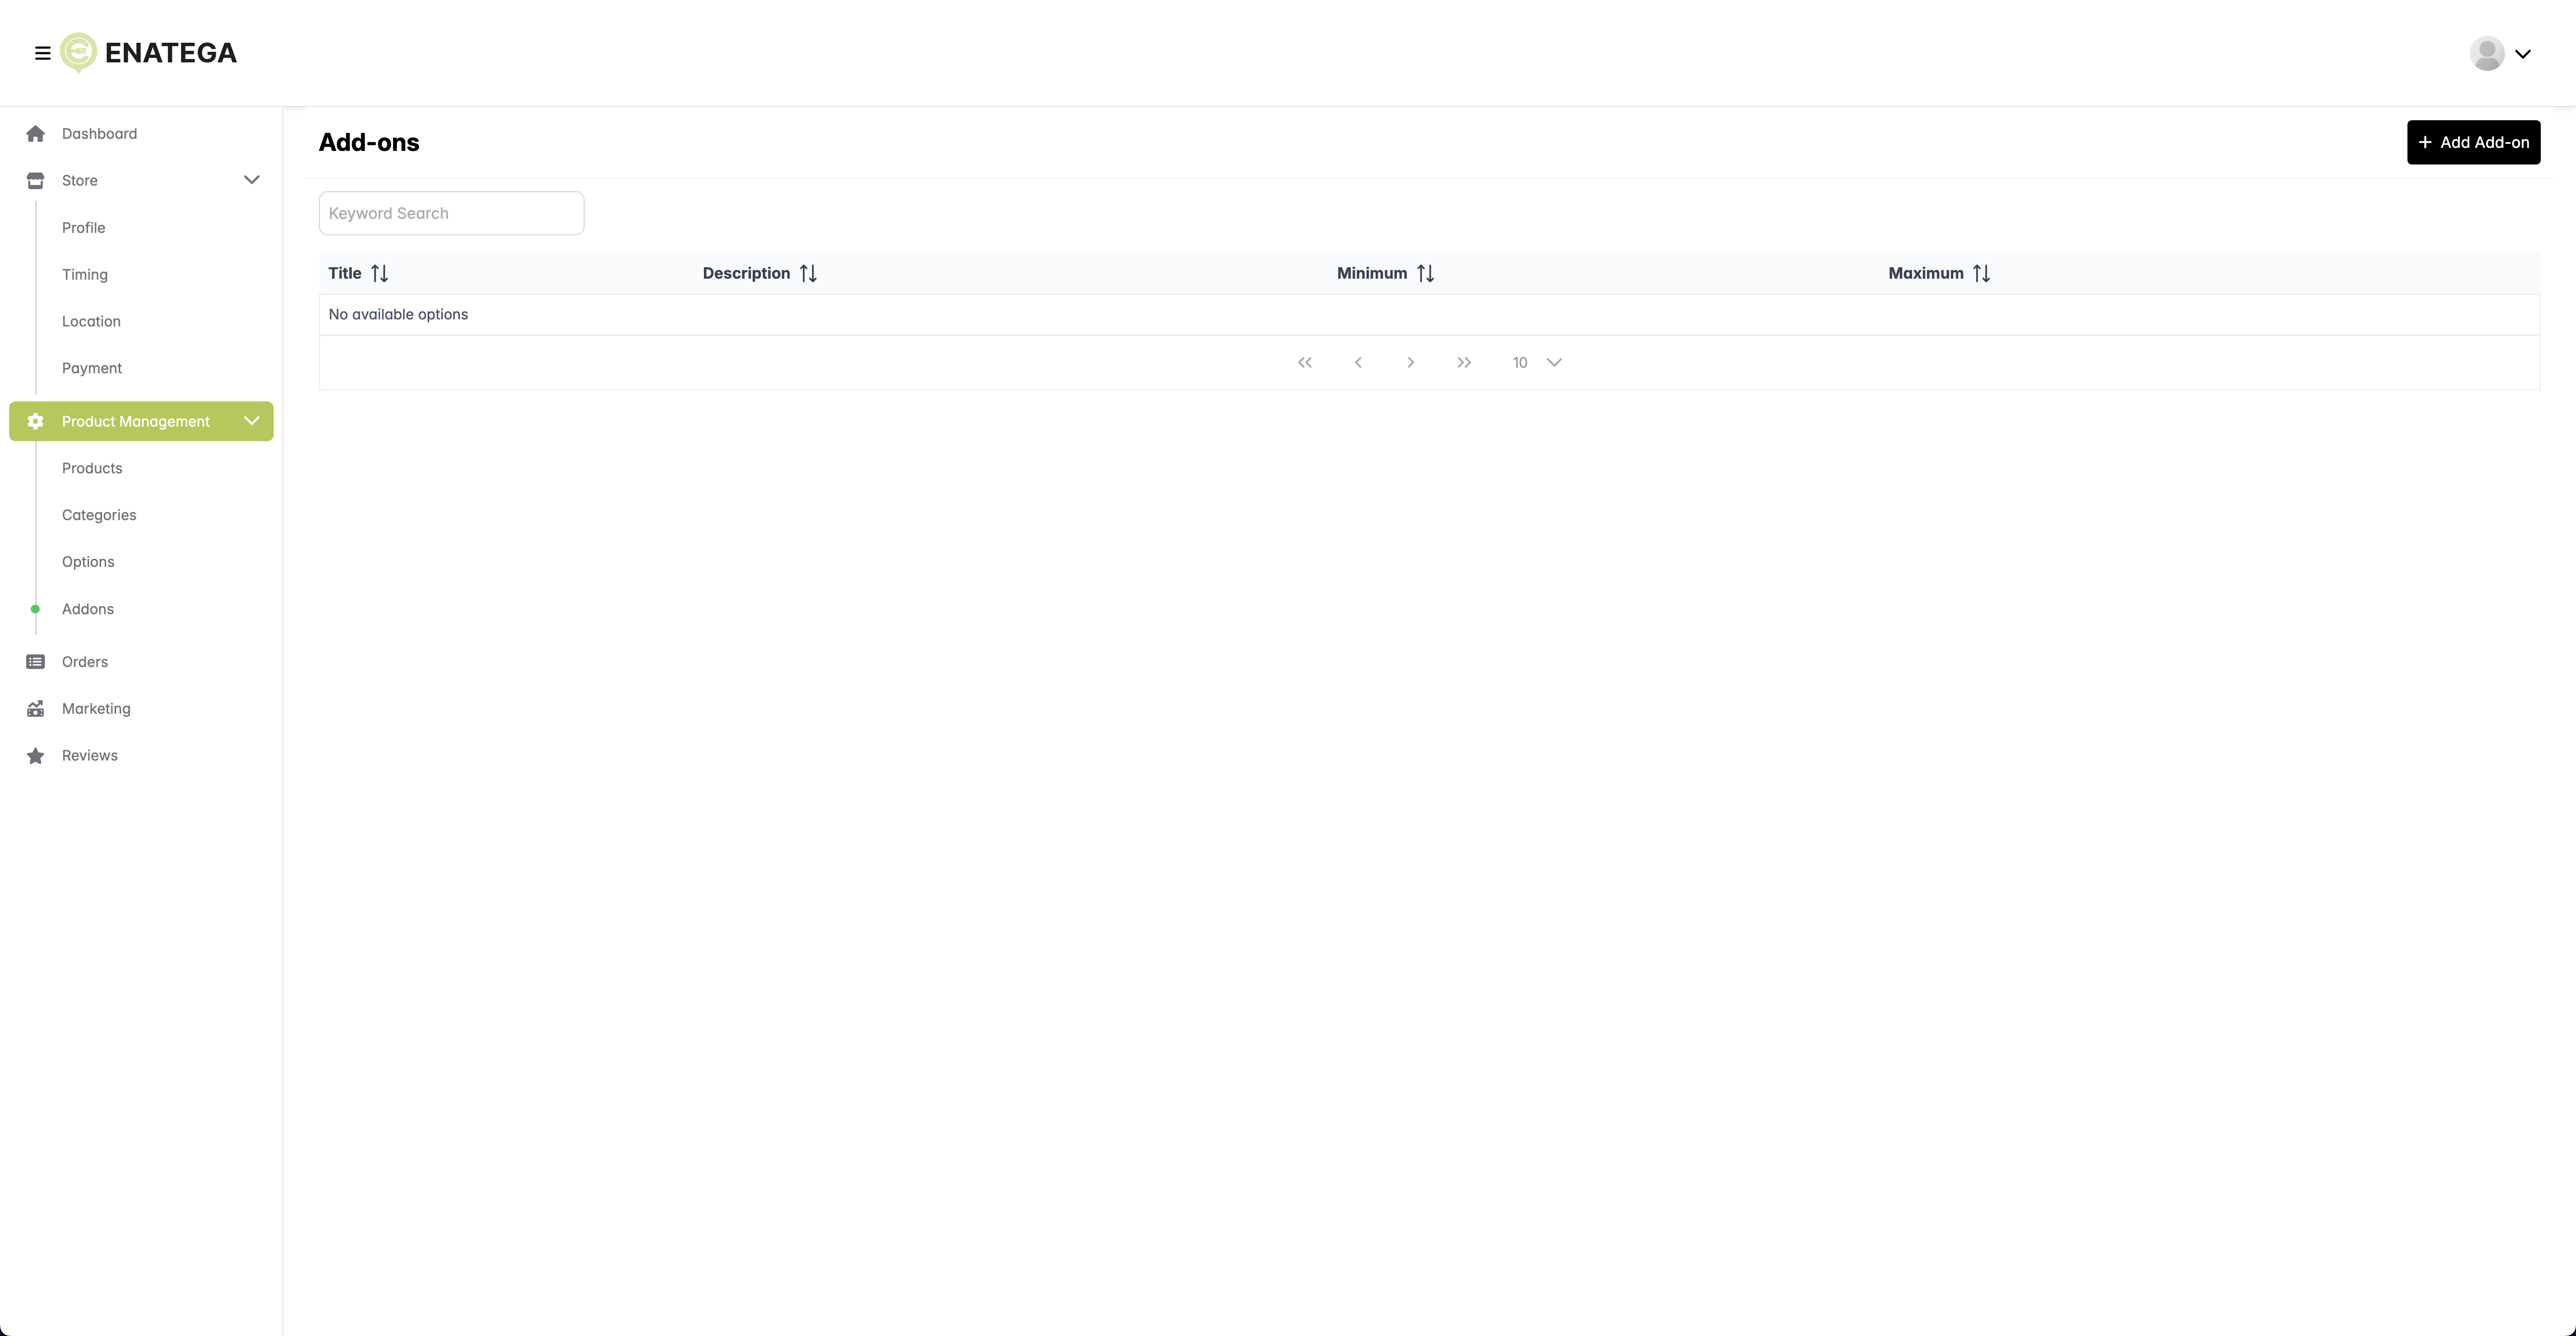 ENATEGA
Dashboard
Store
Profile
Timing
Location
Payment
Product Management
Products
Categories
Options
Addons
Orders
Marketing
Reviews
Add-ons
Add Add-on
Keyword Search
Title Description Minimum Maximum
No available options
10